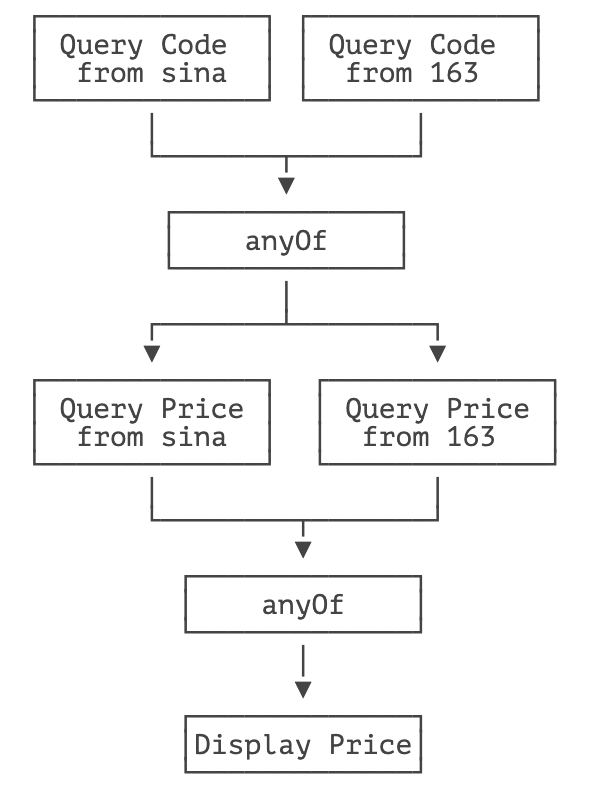 Query Code
from sina
Query Code
from 163
anyOf
Query Price
from sina
Query Price
from 163
anyOf
Display Price